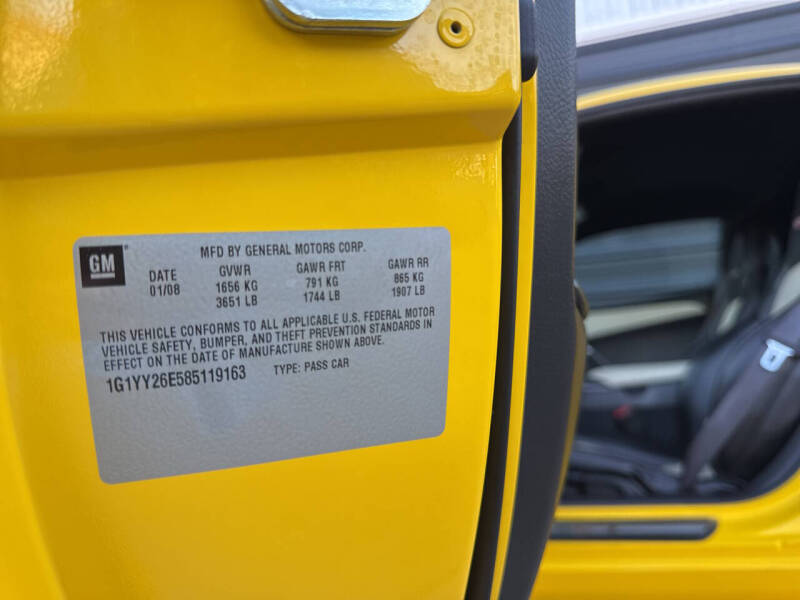 GM
MFD BY GENERAL MOTORS CORP.
DATE GVWR GAWR FRT GAWR RR
01/08 1656 KG 791 KG 865 KG
3651 LB 1744 LB 1907 LB
THIS VEHICLE CONFORMS TO ALL APPLICABLE U.S. FEDERAL MOTOR
VEHICLE SAFETY, BUMPER, AND THEFT PREVENTION STANDARDS IN
EFFECT ON THE DATE OF MANUFACTURE SHOWN ABOVE.
1G1YY26E585119163 TYPE: PASS CAR